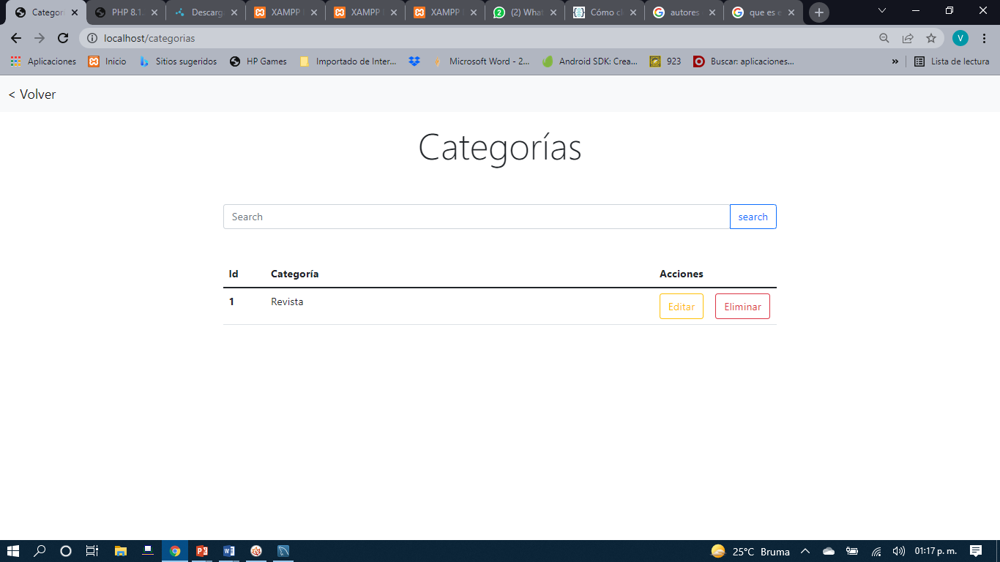 Categorí
PHP 8.1.
Descarg
XAMPP
XAMPP
XAMPP
(2) What
Cómo cl
autores
que es e
localhost/categorias
V
Aplicaciones
Inicio
Sitios sugeridos
HP Games
Importado de Inter...
Microsoft Word - 2...
Android SDK: Crea...
923
Buscar: aplicaciones...
»
Lista de lectura
< Volver
Categorías
Search
search
Id Categoría Acciones
1 Revista Editar Eliminar
25°C Bruma
01:17 p. m.